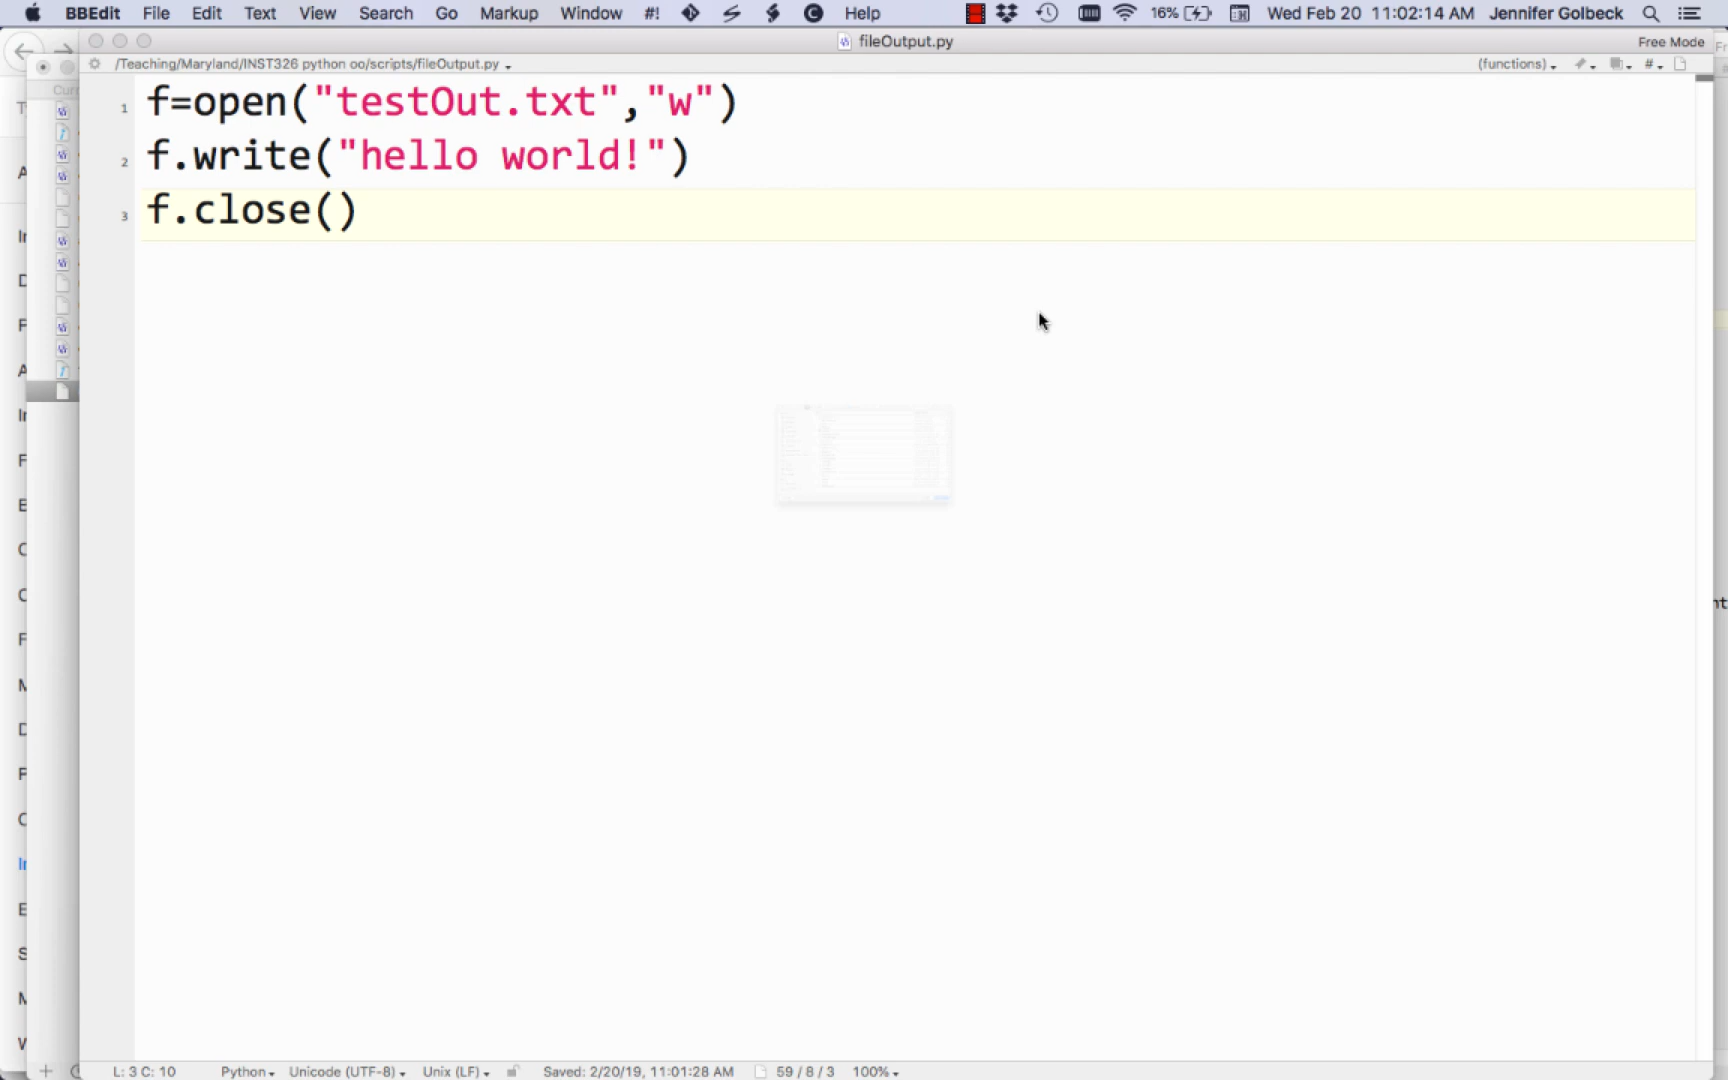 BBEdit File Edit Text View Search Go Markup Window #! Help 16% Wed Feb 20 11:02:14 AM Jennifer Golbeck
fileOutput.py Free Mode
/Teaching/Maryland/INST326 python oo/scripts/fileOutput.py (functions) #
1 f=open("testOut.txt","w")
2 f.write("hello world!")
3 f.close()
L: 3 C: 10 Python Unicode (UTF-8) Unix (LF) Saved: 2/20/19, 11:01:28 AM 59 / 8 / 3 100%